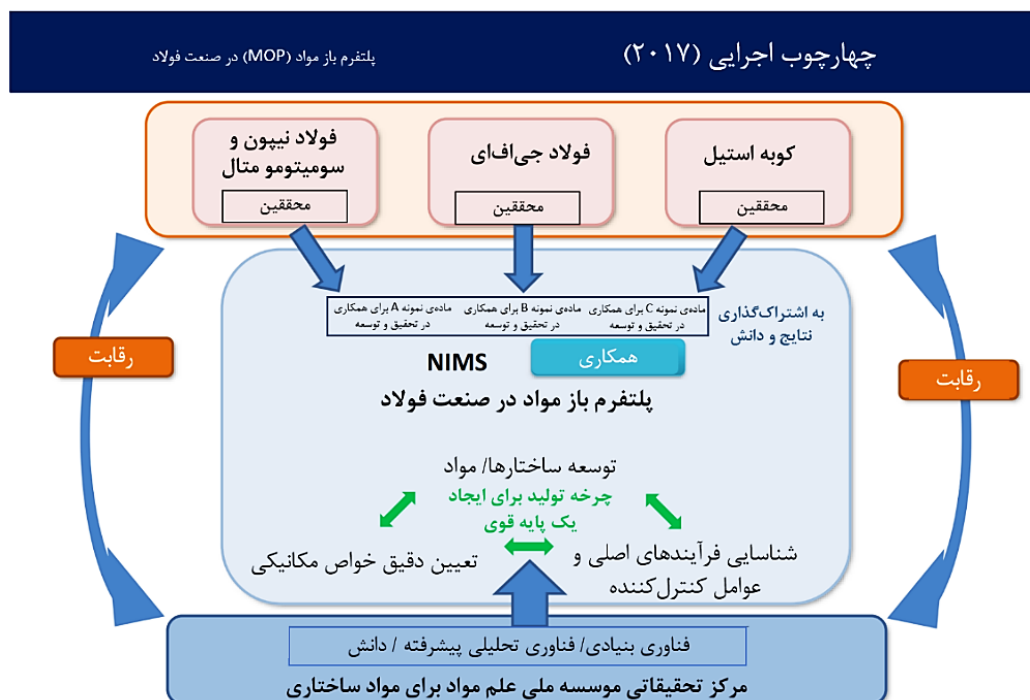 چهارچوب اجرایی (۲۰۱۷)
پلتفرم باز مواد (MOP) در صنعت فولاد
کوبه استیل
محققین
فولاد جی‌اف‌ای
محققین
فولاد نیپون و
سومیتومو متال
محققین
ماده‌ی نمونه C برای همکاری
در تحقیق و توسعه
ماده‌ی نمونه B برای همکاری
در تحقیق و توسعه
ماده‌ی نمونه A برای همکاری
در تحقیق و توسعه
به اشتراک‌گذاری
نتایج و دانش
رقابت
رقابت
همکاری
NIMS
پلتفرم باز مواد در صنعت فولاد
توسعه ساختارها/ مواد
چرخه تولید برای ایجاد
یک پایه قوی
شناسایی فرآیندهای اصلی و
عوامل کنترل‌کننده
تعیین دقیق خواص مکانیکی
فناوری بنیادی/ فناوری تحلیلی پیشرفته / دانش
مرکز تحقیقاتی موسسه ملی علم مواد برای مواد ساختاری